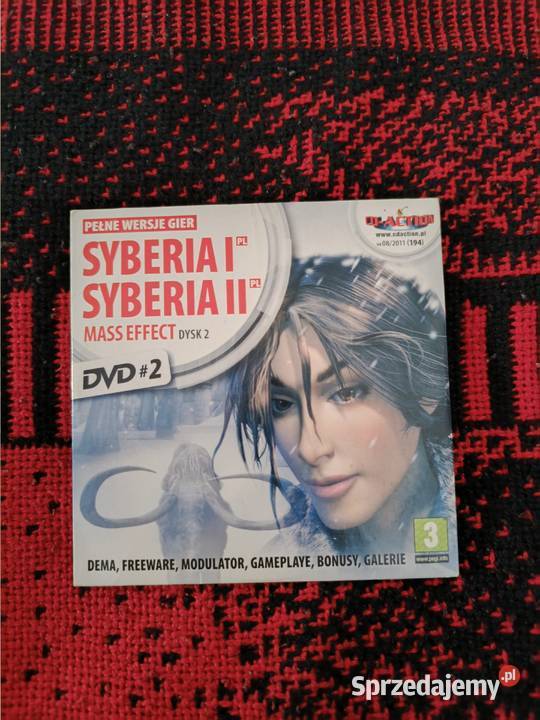 PEŁNE WERSJE GIER
SYBERIA I PL
SYBERIA II PL
MASS EFFECT DYSK 2
DVD #2
CD-ACTION
www.cdaction.pl
nr 08/2011 (194)
3
www.pegi.info
DEMA, FREEWARE, MODULATOR, GAMEPLAYE, BONUSY, GALERIE
Sprzedajemy.pl